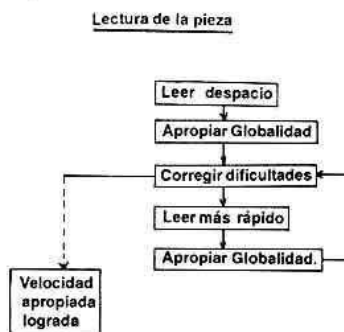 Lectura de la pieza
Leer despacio
Apropiar Globalidad
Corregir dificultades
Leer más rápido
Apropiar Globalidad.
Velocidad
apropiada
lograda